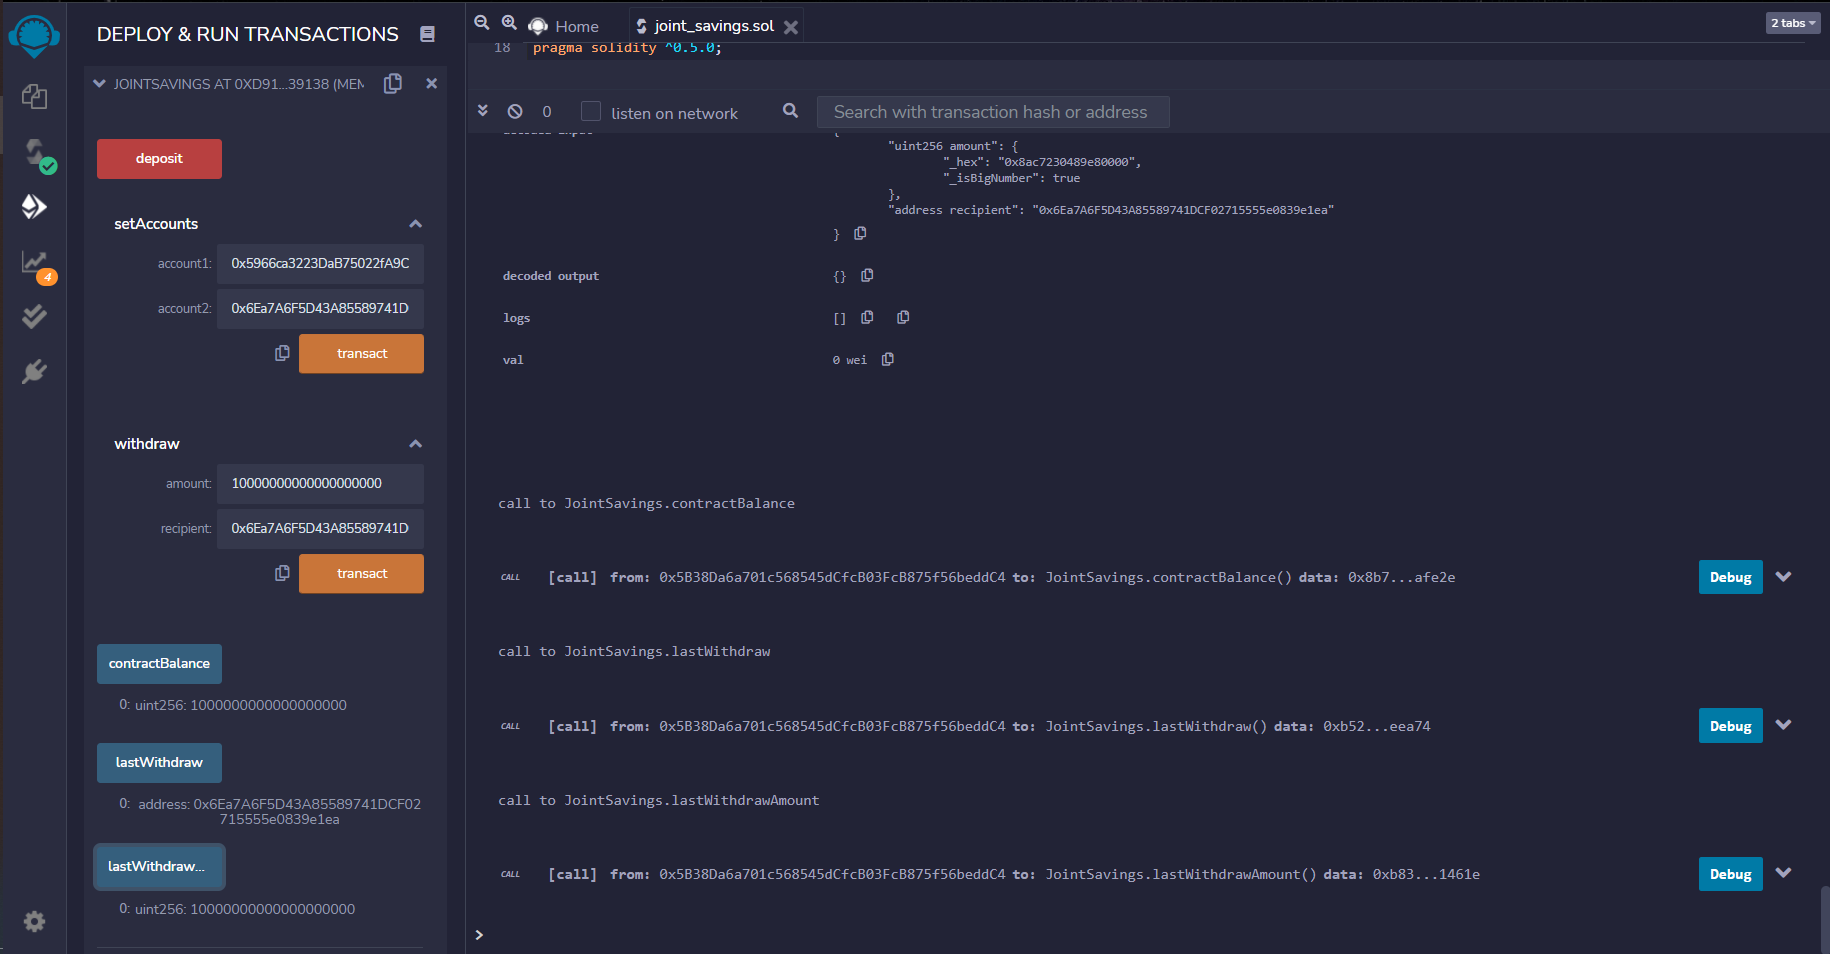 DEPLOY & RUN TRANSACTIONS
JOINTSAVINGS AT 0XD91...39138 (MEM
deposit
setAccounts
account1: 0x5966ca3223DaB75022fA9C
account2: 0x6Ea7A6F5D43A85589741D
transact
withdraw
amount: 10000000000000000000
recipient: 0x6Ea7A6F5D43A85589741D
transact
contractBalance
0: uint256: 1000000000000000000
lastWithdraw
0: address: 0x6Ea7A6F5D43A85589741DCF02
715555e0839e1ea
lastWithdraw...
0: uint256: 10000000000000000000
4
Home
joint_savings.sol
2 tabs
18 pragma solidity ^0.5.0;
0
listen on network
Search with transaction hash or address
decoded input {
"uint256 amount": {
"_hex": "0x8ac7230489e80000",
"_isBigNumber": true
},
"address recipient": "0x6Ea7A6F5D43A85589741DCF02715555e0839e1ea"
}
decoded output {}
logs []
val 0 wei
call to JointSavings.contractBalance
CALL [call] from: 0x5B38Da6a701c568545dCfcB03FcB875f56beddC4 to: JointSavings.contractBalance() data: 0x8b7...afe2e
Debug
call to JointSavings.lastWithdraw
CALL [call] from: 0x5B38Da6a701c568545dCfcB03FcB875f56beddC4 to: JointSavings.lastWithdraw() data: 0xb52...eea74
Debug
call to JointSavings.lastWithdrawAmount
CALL [call] from: 0x5B38Da6a701c568545dCfcB03FcB875f56beddC4 to: JointSavings.lastWithdrawAmount() data: 0xb83...1461e
Debug
>